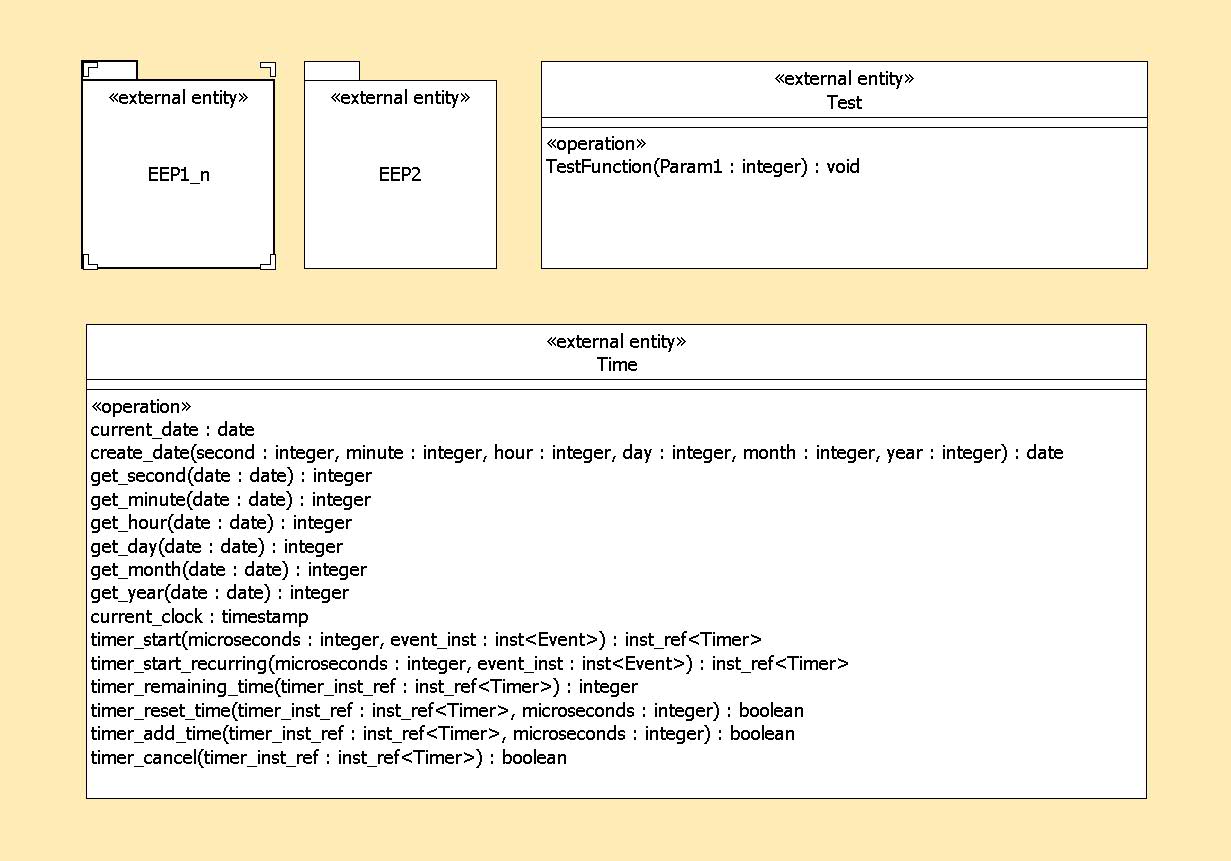 «external entity»
EEP1_n
«external entity»
EEP2
«external entity»
Test
«operation»
TestFunction(Param1 : integer) : void
«external entity»
Time
«operation»
current_date : date
create_date(second : integer, minute : integer, hour : integer, day : integer, month : integer, year : integer) : date
get_second(date : date) : integer
get_minute(date : date) : integer
get_hour(date : date) : integer
get_day(date : date) : integer
get_month(date : date) : integer
get_year(date : date) : integer
current_clock : timestamp
timer_start(microseconds : integer, event_inst : inst<Event>) : inst_ref<Timer>
timer_start_recurring(microseconds : integer, event_inst : inst<Event>) : inst_ref<Timer>
timer_remaining_time(timer_inst_ref : inst_ref<Timer>) : integer
timer_reset_time(timer_inst_ref : inst_ref<Timer>, microseconds : integer) : boolean
timer_add_time(timer_inst_ref : inst_ref<Timer>, microseconds : integer) : boolean
timer_cancel(timer_inst_ref : inst_ref<Timer>) : boolean